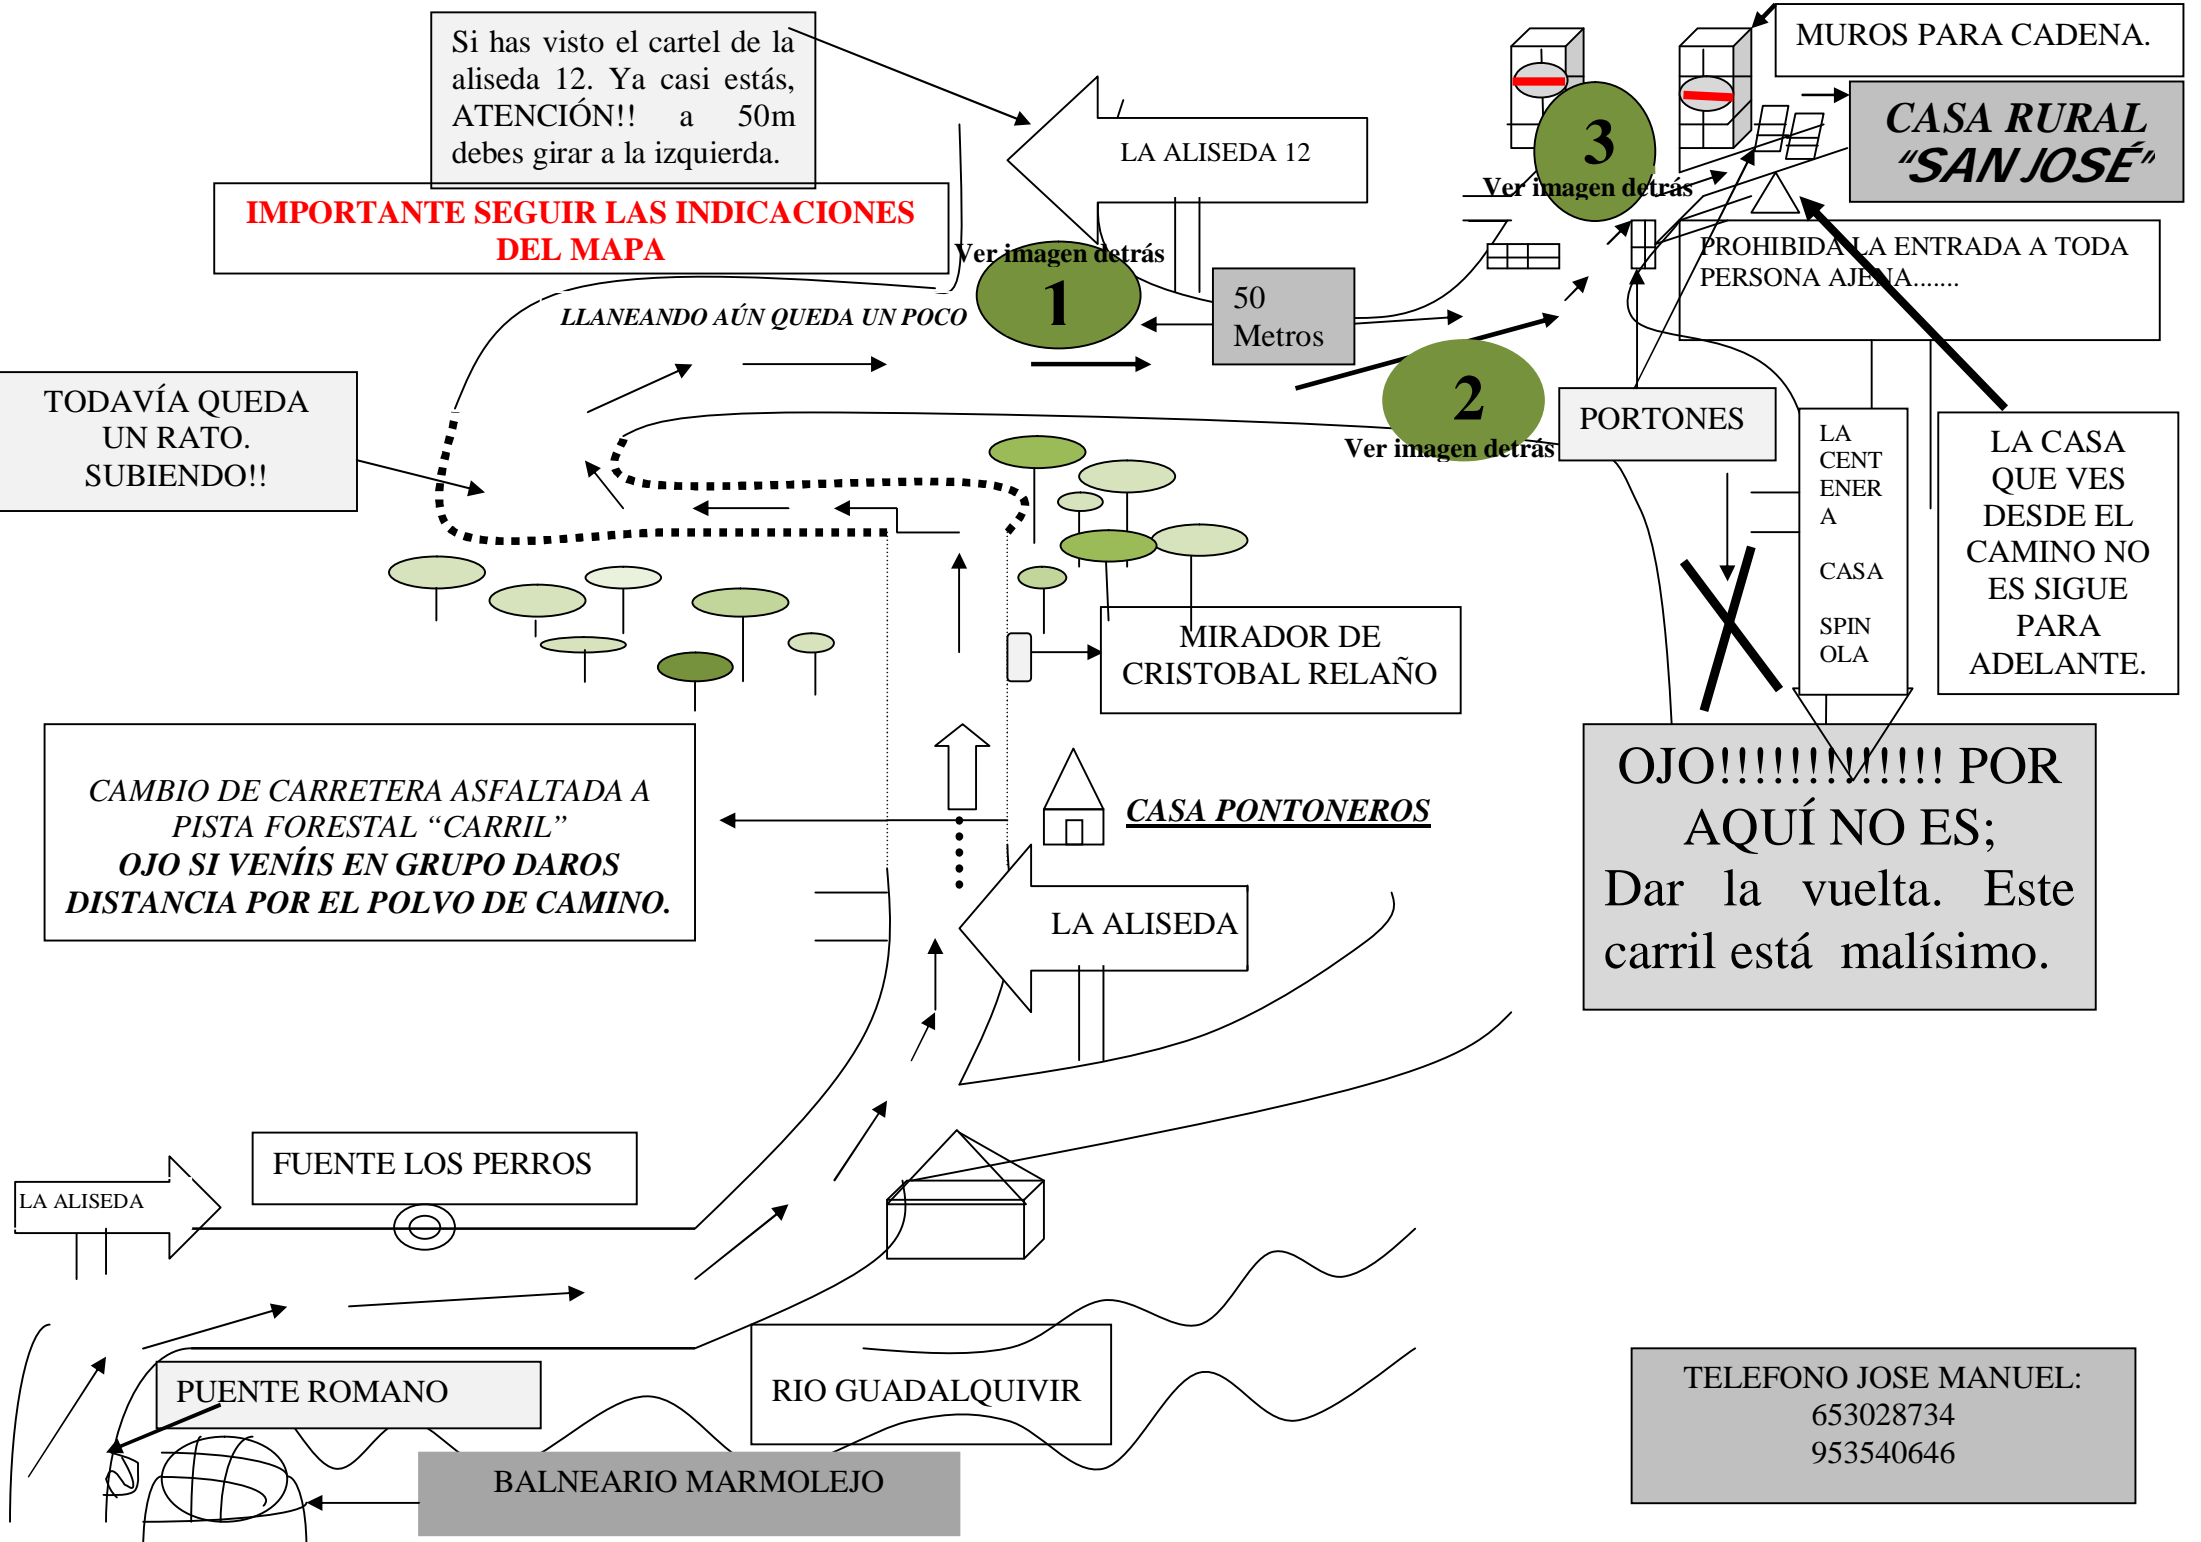 Si has visto el cartel de la
aliseda 12. Ya casi estás,
ATENCIÓN!! a 50m
debes girar a la izquierda.
IMPORTANTE SEGUIR LAS INDICACIONES
DEL MAPA
LA ALISEDA 12
MUROS PARA CADENA.
CASA RURAL
“SAN JOSÉ”
3
Ver imagen detrás
PROHIBIDA LA ENTRADA A TODA
PERSONA AJENA.......
Ver imagen detrás
1
50
Metros
LLANEANDO AÚN QUEDA UN POCO
2
Ver imagen detrás
PORTONES
TODAVÍA QUEDA
UN RATO.
SUBIENDO!!
LA
CENT
ENER
A
CASA
SPIN
OLA
LA CASA
QUE VES
DESDE EL
CAMINO NO
ES SIGUE
PARA
ADELANTE.
MIRADOR DE
CRISTOBAL RELAÑO
CAMBIO DE CARRETERA ASFALTADA A
PISTA FORESTAL “CARRIL”
OJO SI VENÍIS EN GRUPO DAROS
DISTANCIA POR EL POLVO DE CAMINO.
CASA PONTONEROS
OJO!!!!!!!!!!!!! POR
AQUÍ NO ES;
Dar la vuelta. Este
carril está malísimo.
LA ALISEDA
FUENTE LOS PERROS
LA ALISEDA
PUENTE ROMANO
RIO GUADALQUIVIR
BALNEARIO MARMOLEJO
TELEFONO JOSE MANUEL:
653028734
953540646